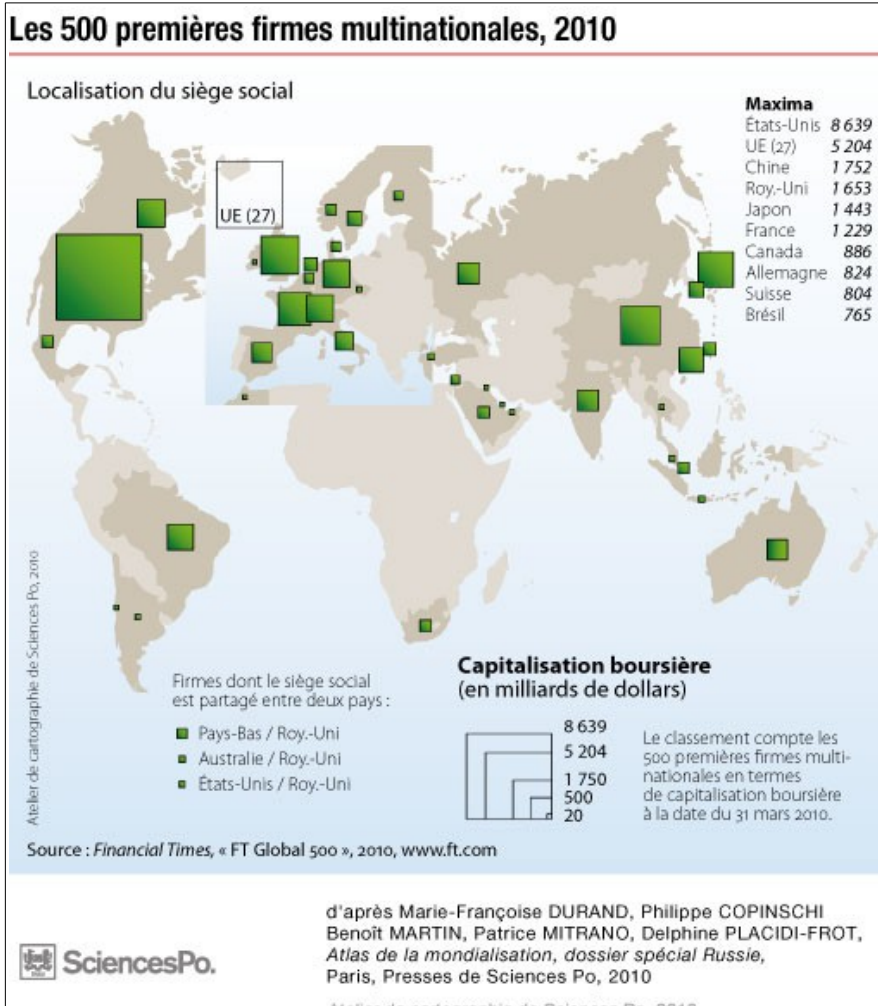 Les 500 premières firmes multinationales, 2010
Localisation du siège social
Maxima
États-Unis 8 639
UE (27) 5 204
Chine 1 752
Roy.-Uni 1 653
Japon 1 443
France 1 229
Canada 886
Allemagne 824
Suisse 804
Brésil 765
UE (27)
Atelier de cartographie de Sciences Po, 2010
Firmes dont le siège social
est partagé entre deux pays :
Pays-Bas / Roy.-Uni
Australie / Roy.-Uni
États-Unis / Roy.-Uni
Capitalisation boursière
(en milliards de dollars)
8 639
5 204
1 750
500
20
Le classement compte les
500 premières firmes multi-
nationales en termes
de capitalisation boursière
à la date du 31 mars 2010.
Source : Financial Times, « FT Global 500 », 2010, www.ft.com
SciencesPo.
d'après Marie-Françoise DURAND, Philippe COPINSCHI
Benoît MARTIN, Patrice MITRANO, Delphine PLACIDI-FROT,
Atlas de la mondialisation, dossier spécial Russie,
Paris, Presses de Sciences Po, 2010